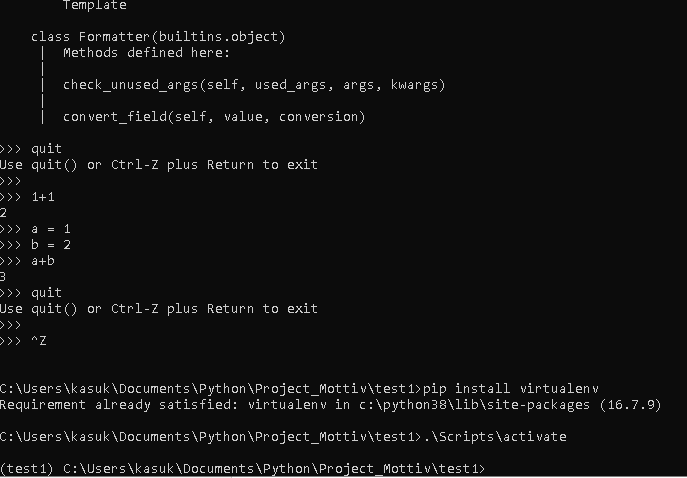 Template
class Formatter(builtins.object)
 |  Methods defined here:
 |
 |  check_unused_args(self, used_args, args, kwargs)
 |
 |  convert_field(self, value, conversion)
>>> quit
Use quit() or Ctrl-Z plus Return to exit
>>>
>>> 1+1
2
>>> a = 1
>>> b = 2
>>> a+b
3
>>> quit
Use quit() or Ctrl-Z plus Return to exit
>>>
>>> ^Z
C:\Users\kasuk\Documents\Python\Project_Mottiv\test1>pip install virtualenv
Requirement already satisfied: virtualenv in c:\python38\lib\site-packages (16.7.9)
C:\Users\kasuk\Documents\Python\Project_Mottiv\test1>.\Scripts\activate
(test1) C:\Users\kasuk\Documents\Python\Project_Mottiv\test1>